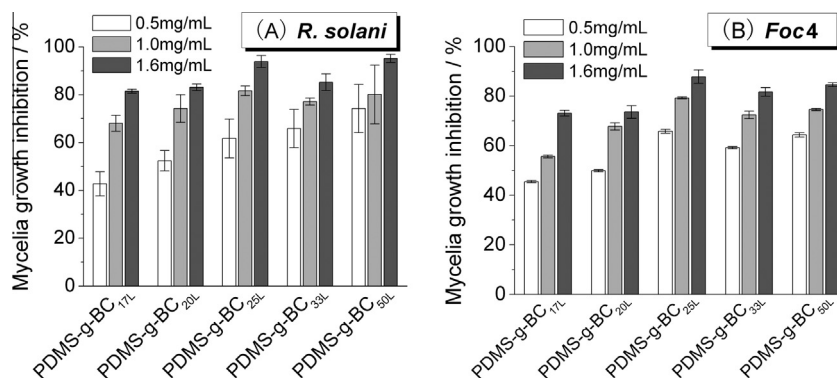 (A) R. solani
0.5mg/mL
1.0mg/mL
1.6mg/mL
Mycelia growth inhibition / %
100
80
60
40
20
0
PDMS-g-BC17L
PDMS-g-BC20L
PDMS-g-BC25L
PDMS-g-BC33L
PDMS-g-BC50L
(B) Foc4
0.5mg/mL
1.0mg/mL
1.6mg/mL
Mycelia growth inhibition / %
100
80
60
40
20
0
PDMS-g-BC17L
PDMS-g-BC20L
PDMS-g-BC25L
PDMS-g-BC33L
PDMS-g-BC50L